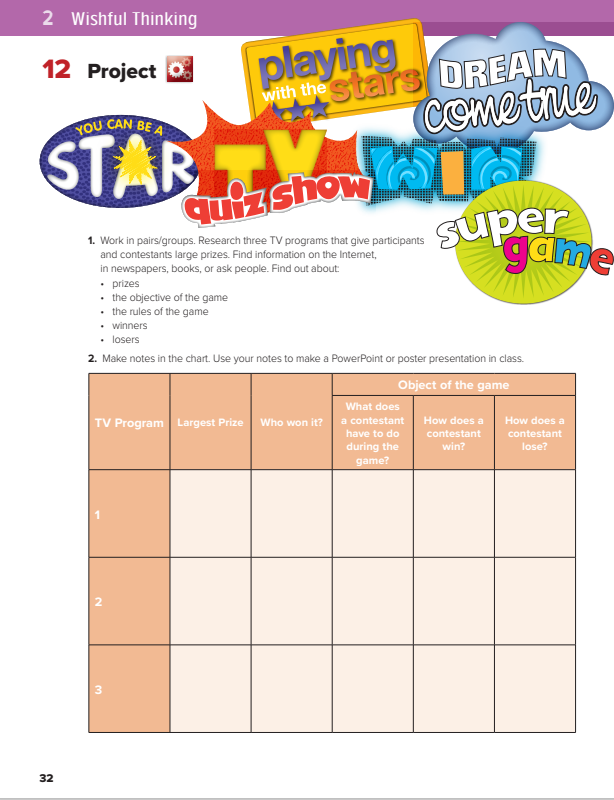 2 Wishful Thinking
12 Project
playing
with the stars
DREAM
come true
YOU CAN BE A
STAR
TV
quiz show
WIN
super
game
1. Work in pairs/groups. Research three TV programs that give participants
and contestants large prizes. Find information on the Internet,
in newspapers, books, or ask people. Find out about:
• prizes
• the objective of the game
• the rules of the game
• winners
• losers
2. Make notes in the chart. Use your notes to make a PowerPoint or poster presentation in class.
Object of the game
TV Program
Largest Prize
Who won it?
What does
a contestant
have to do
during the
game?
How does a
contestant
win?
How does a
contestant
lose?
1
2
3
32